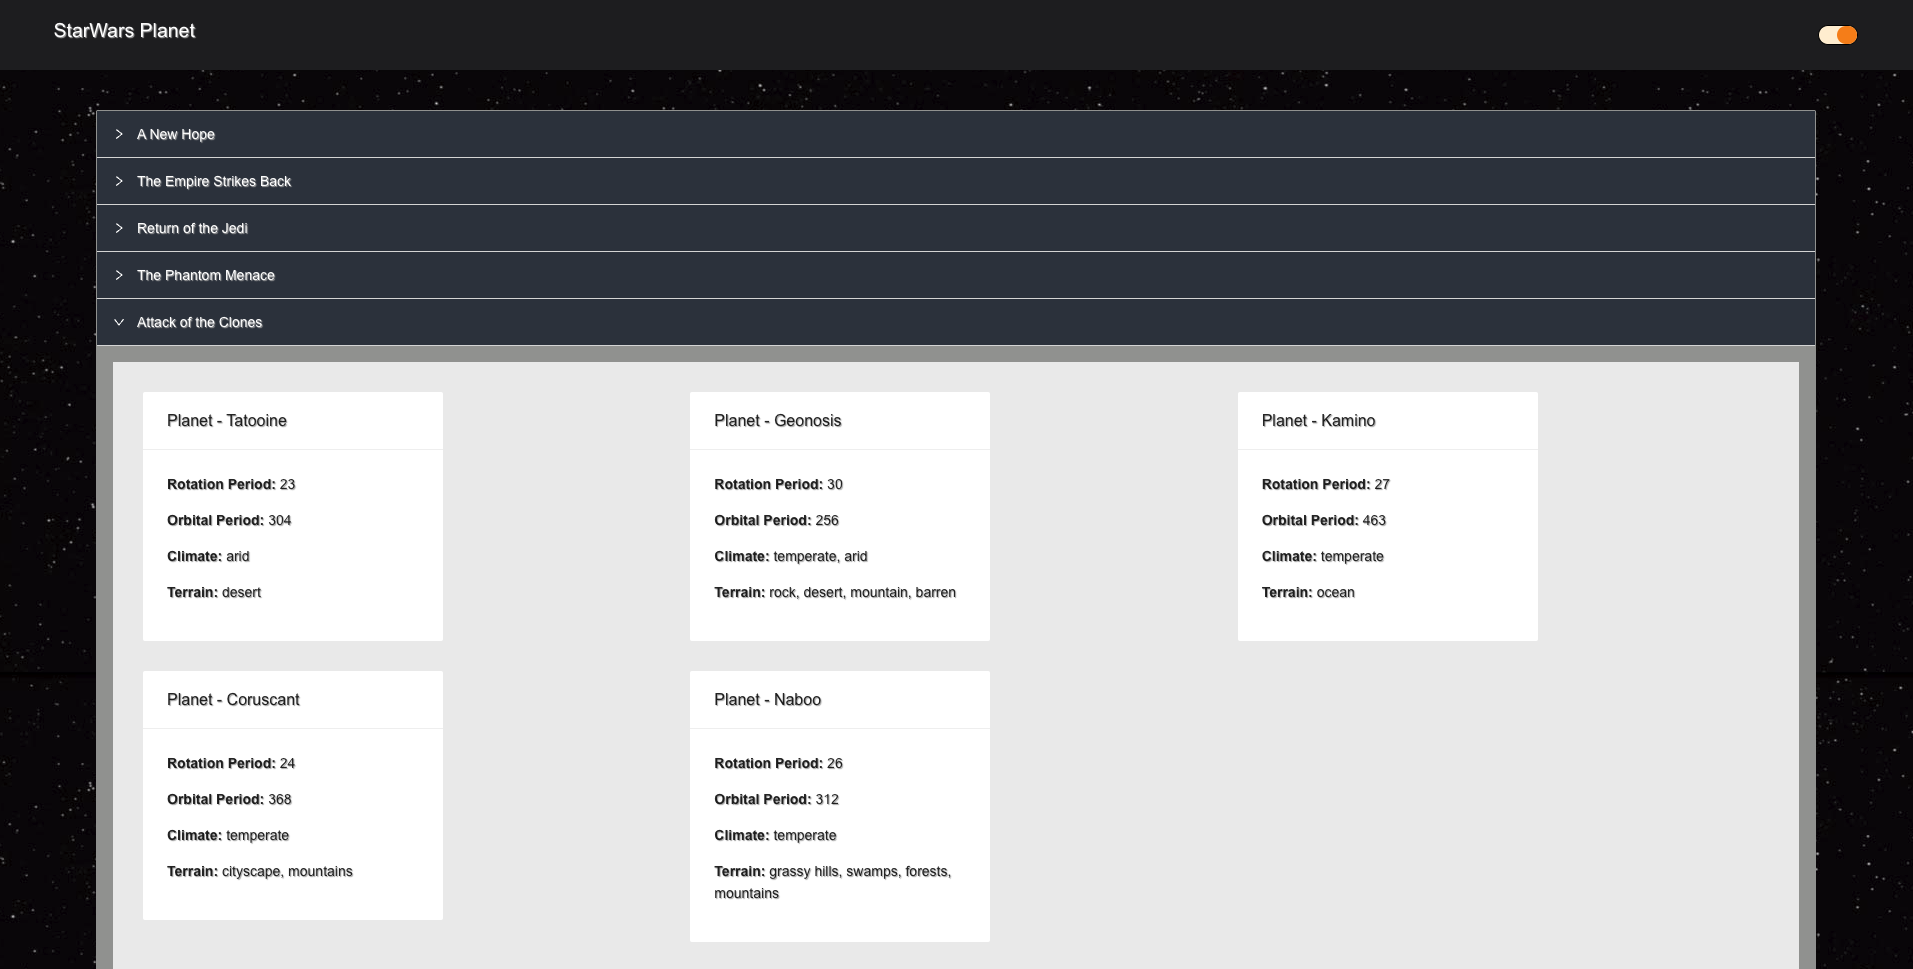 StarWars Planet
A New Hope
The Empire Strikes Back
Return of the Jedi
The Phantom Menace
Attack of the Clones
Planet - Tatooine
Rotation Period: 23
Orbital Period: 304
Climate: arid
Terrain: desert
Planet - Geonosis
Rotation Period: 30
Orbital Period: 256
Climate: temperate, arid
Terrain: rock, desert, mountain, barren
Planet - Kamino
Rotation Period: 27
Orbital Period: 463
Climate: temperate
Terrain: ocean
Planet - Coruscant
Rotation Period: 24
Orbital Period: 368
Climate: temperate
Terrain: cityscape, mountains
Planet - Naboo
Rotation Period: 26
Orbital Period: 312
Climate: temperate
Terrain: grassy hills, swamps, forests,
mountains